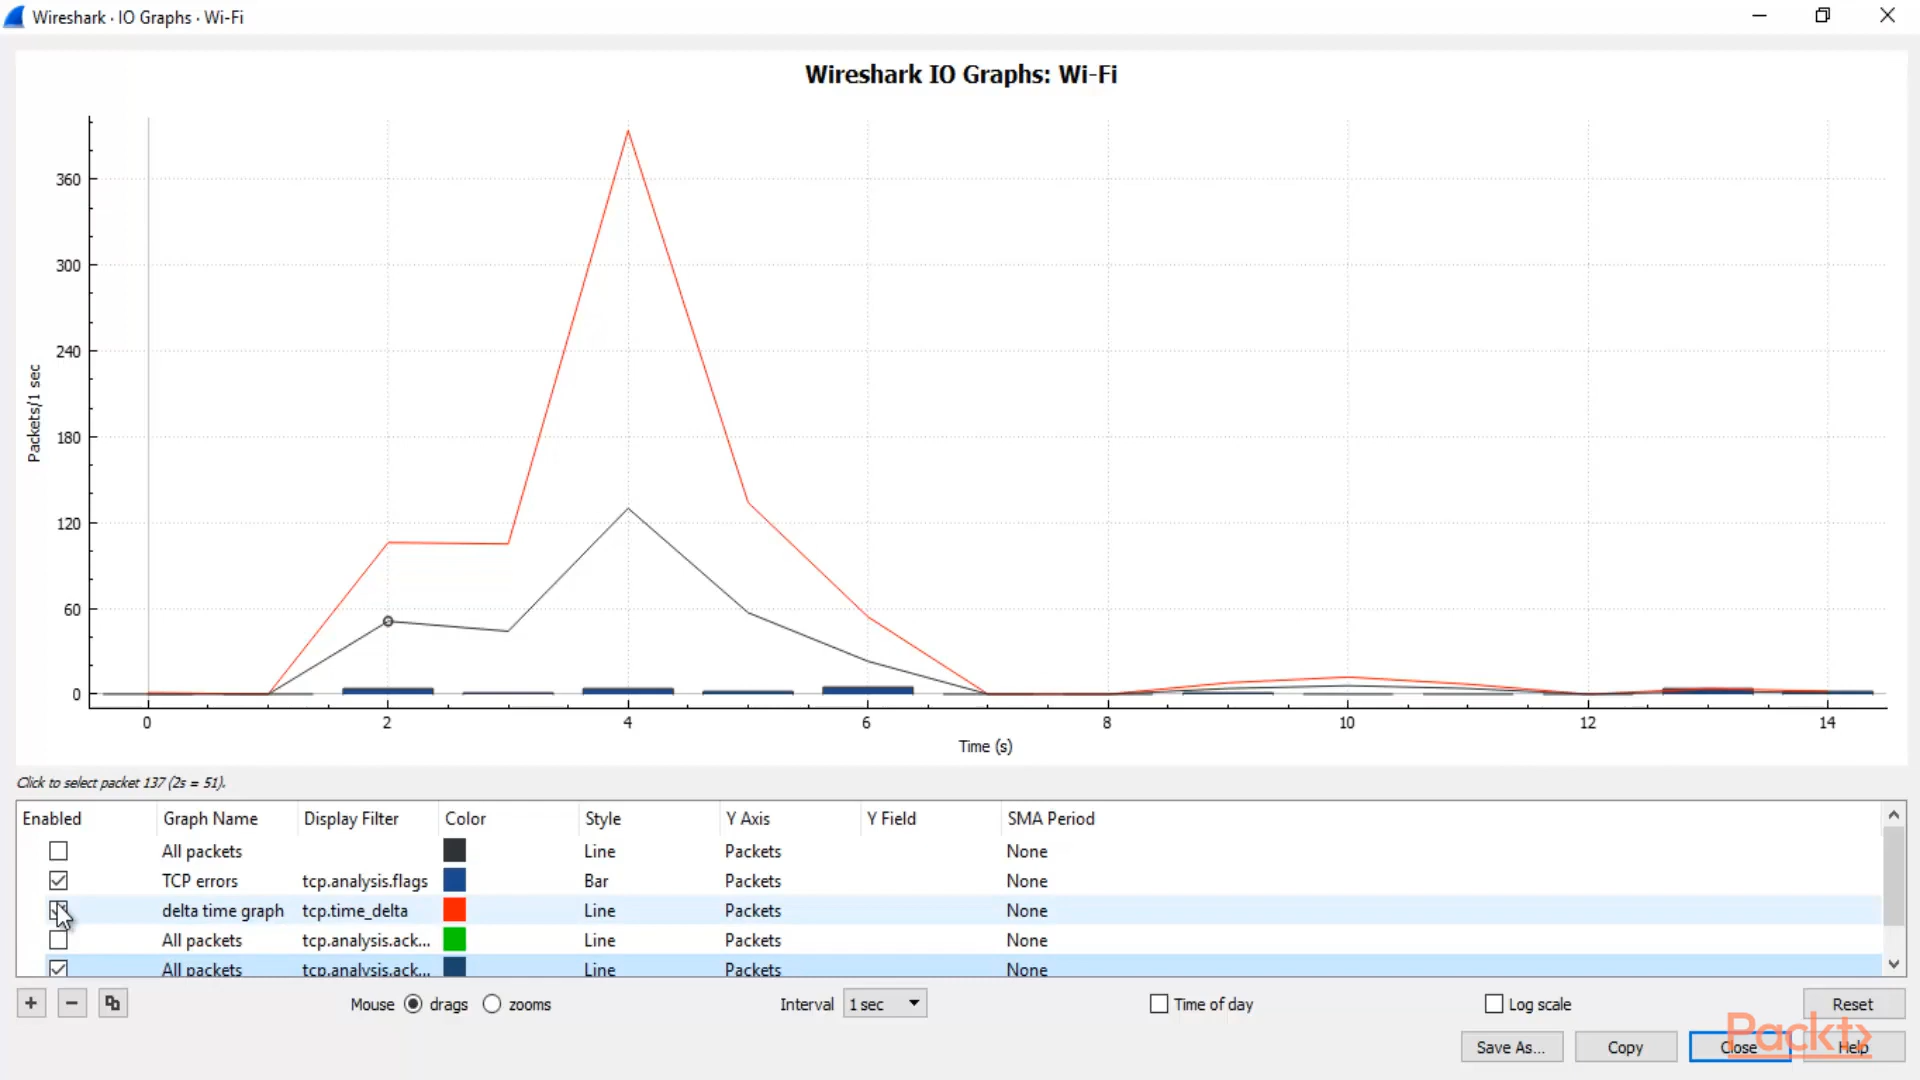 Wireshark · IO Graphs · Wi-Fi
Wireshark IO Graphs: Wi-Fi
360
300
240
180
120
60
0
Packets/1 sec
0 2 4 6 8 10 12 14
Time (s)
Click to select packet 137 (2s = 51).
Enabled Graph Name Display Filter Color Style Y Axis Y Field SMA Period
All packets Line Packets None
TCP errors tcp.analysis.flags Bar Packets None
delta time graph tcp.time_delta Line Packets None
All packets tcp.analysis.ack... Line Packets None
All packets tcp.analysis.ack... Line Packets None
+ − Mouse drags zooms Interval 1 sec Time of day Log scale Reset
Save As... Copy Close Help
Packt